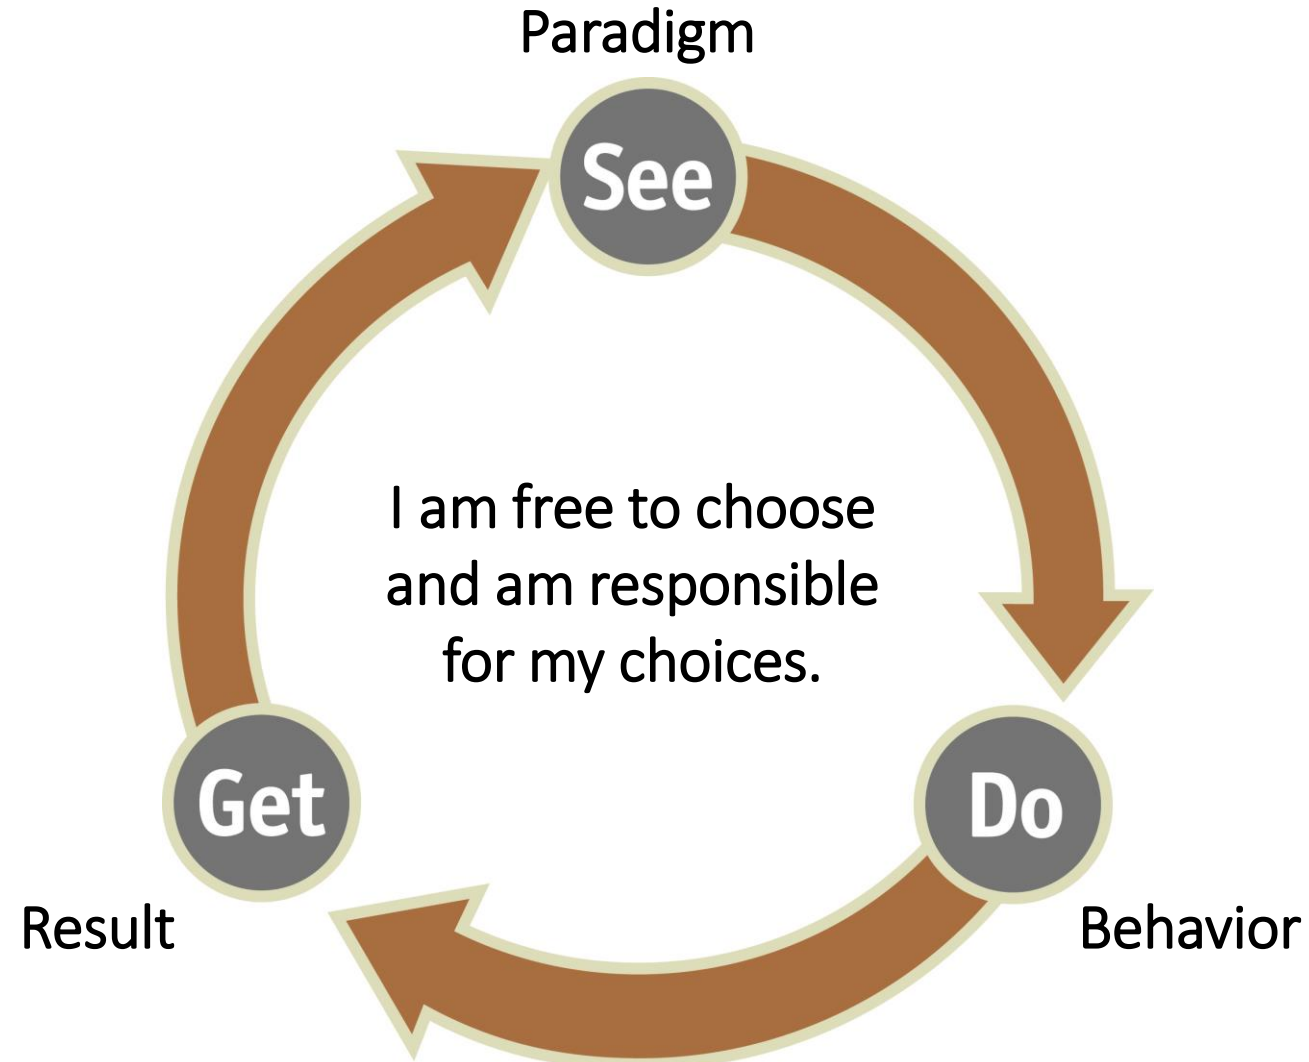 Paradigm
See
I am free to choose
and am responsible
for my choices.
Get
Do
Result
Behavior